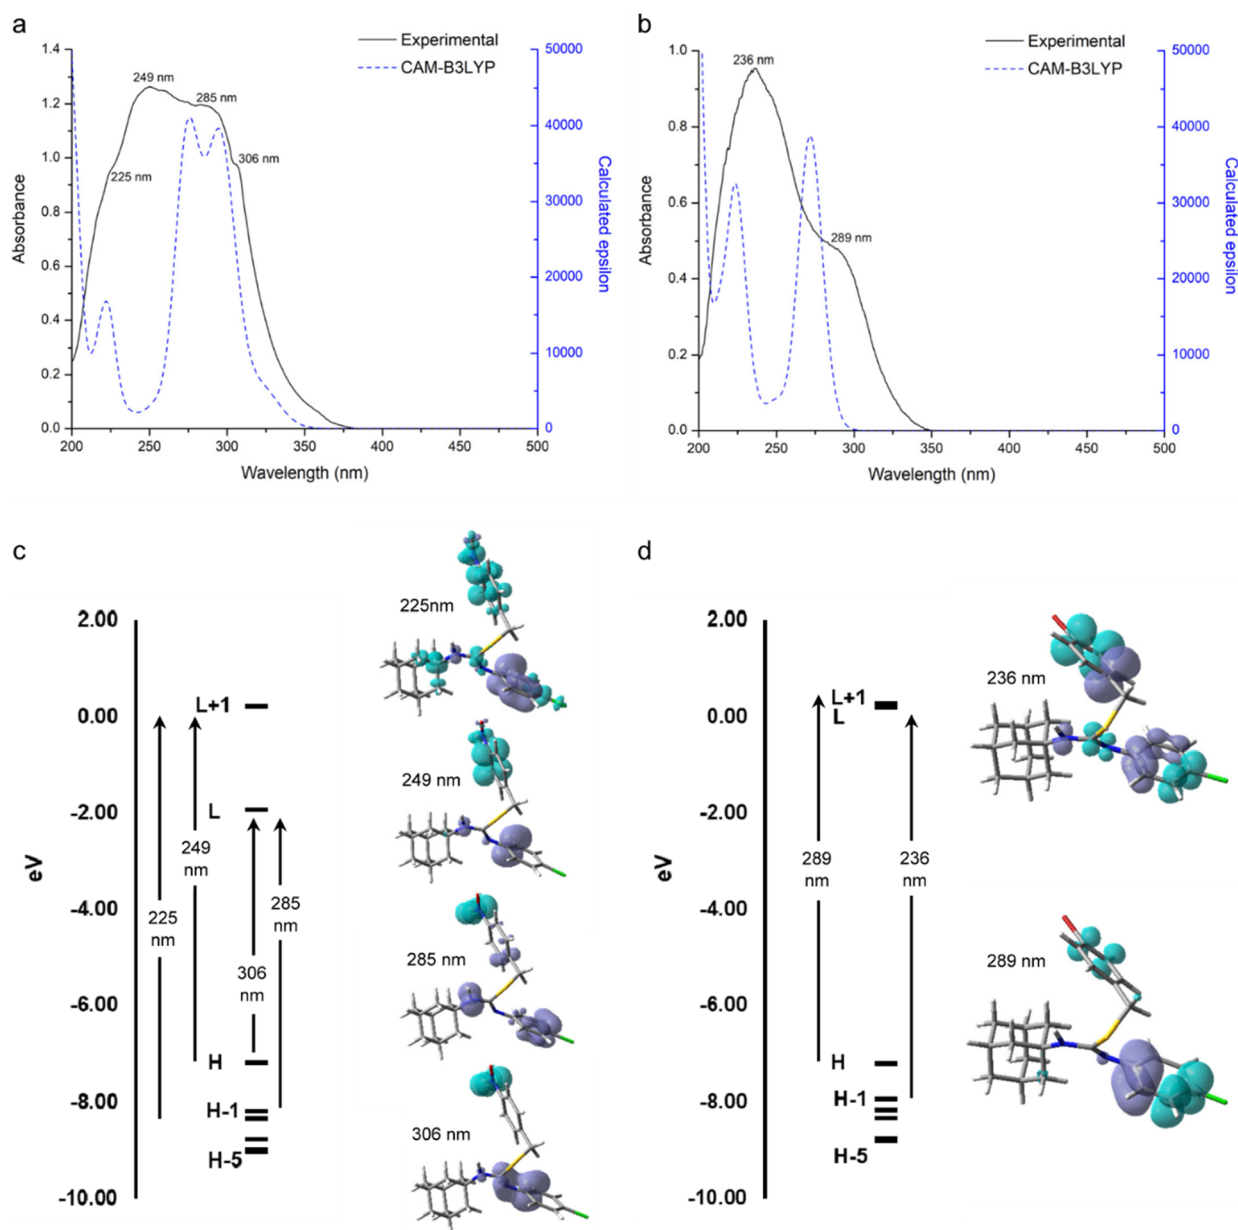 a
Experimental
CAM-B3LYP
249 nm
285 nm
306 nm
225 nm
1.4
1.2
1.0
0.8
0.6
0.4
0.2
0.0
Absorbance
50000
40000
30000
20000
10000
0
Calculated epsilon
200
250
300
350
400
450
500
Wavelength (nm)
b
Experimental
CAM-B3LYP
236 nm
289 nm
1.0
0.8
0.6
0.4
0.2
0.0
Absorbance
50000
40000
30000
20000
10000
0
Calculated epsilon
200
250
300
350
400
450
500
Wavelength (nm)
c
2.00
0.00
-2.00
-4.00
-6.00
-8.00
-10.00
eV
L+1
L
H
H-1
H-5
225
nm
249
nm
306
nm
285
nm
225nm
249 nm
285 nm
306 nm
d
2.00
0.00
-2.00
-4.00
-6.00
-8.00
-10.00
eV
L+1
L
H
H-1
H-5
289
nm
236
nm
236 nm
289 nm